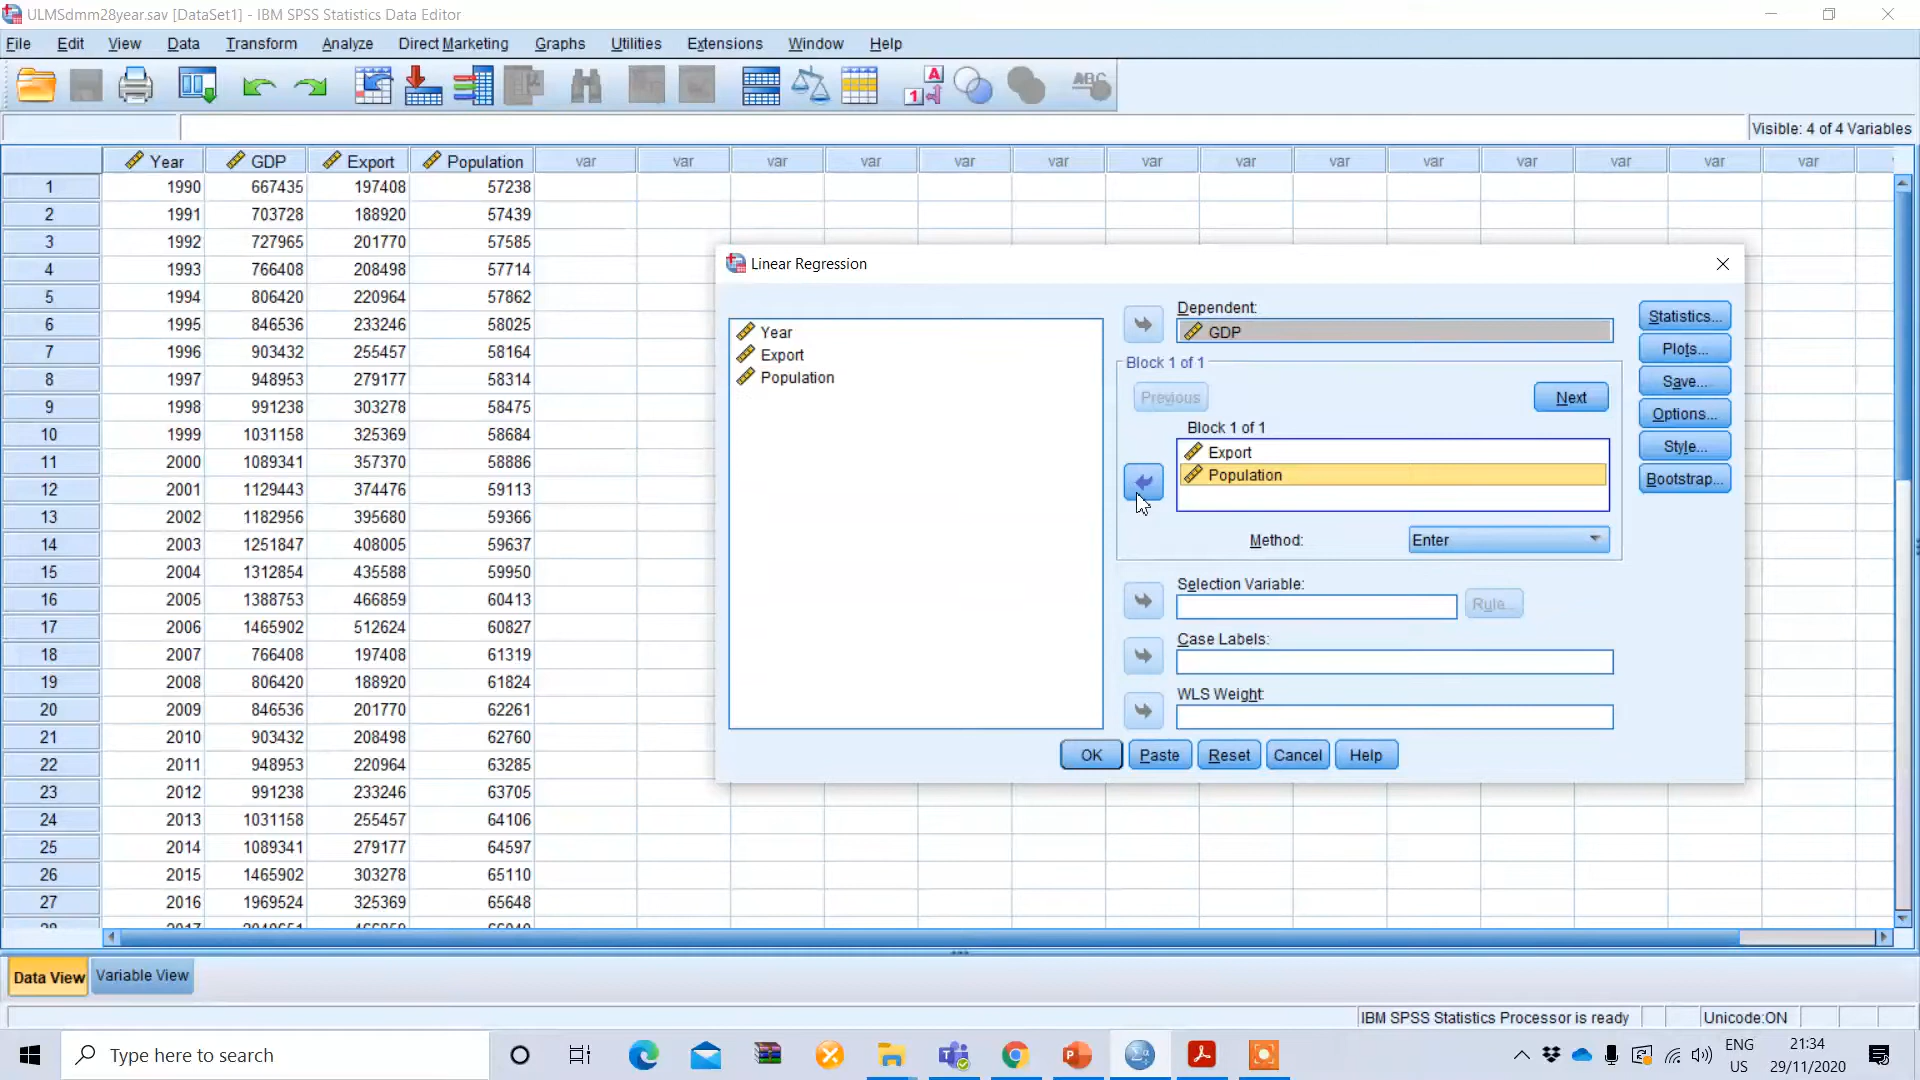 ULMSdmm28year.sav [DataSet1] - IBM SPSS Statistics Data Editor
File Edit View Data Transform Analyze Direct Marketing Graphs Utilities Extensions Window Help
A
1
ABC
Visible: 4 of 4 Variables
Year GDP Export Population var var var var var var var var var var var var var var
1 1990 667435 197408 57238
2 1991 703728 188920 57439
3 1992 727965 201770 57585
4 1993 766408 208498 57714
5 1994 806420 220964 57862
6 1995 846536 233246 58025
7 1996 903432 255457 58164
8 1997 948953 279177 58314
9 1998 991238 303278 58475
10 1999 1031158 325369 58684
11 2000 1089341 357370 58886
12 2001 1129443 374476 59113
13 2002 1182956 395680 59366
14 2003 1251847 408005 59637
15 2004 1312854 435588 59950
16 2005 1388753 466859 60413
17 2006 1465902 512624 60827
18 2007 766408 197408 61319
19 2008 806420 188920 61824
20 2009 846536 201770 62261
21 2010 903432 208498 62760
22 2011 948953 220964 63285
23 2012 991238 233246 63705
24 2013 1031158 255457 64106
25 2014 1089341 279177 64597
26 2015 1465902 303278 65110
27 2016 1969524 325369 65648
Linear Regression
Year
Export
Population
Dependent:
GDP
Block 1 of 1
Previous
Next
Block 1 of 1
Export
Population
Method:
Enter
Selection Variable:
Rule...
Case Labels:
WLS Weight:
Statistics...
Plots...
Save...
Options...
Style...
Bootstrap...
OK Paste Reset Cancel Help
Data View Variable View
IBM SPSS Statistics Processor is ready Unicode:ON
Type here to search
ENG
US
21:34
29/11/2020